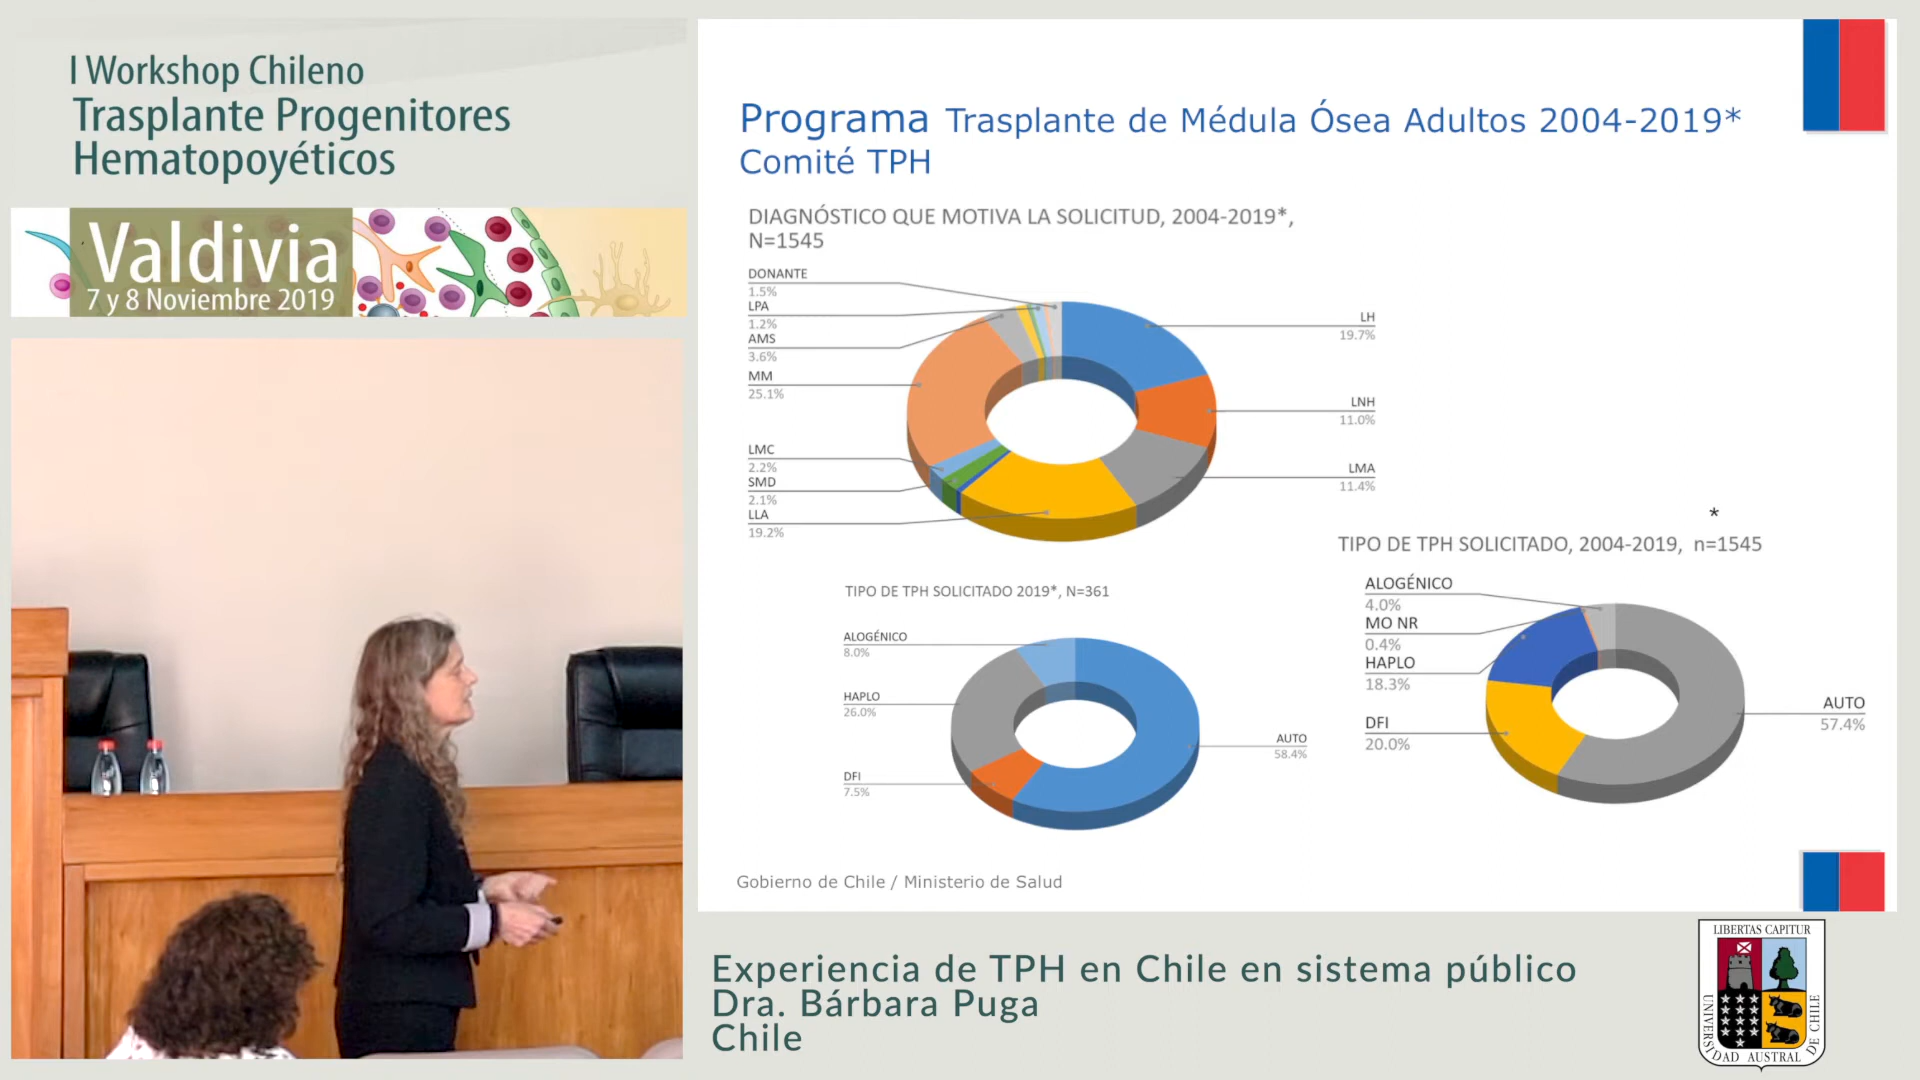 I Workshop Chileno
Trasplante Progenitores
Hematopoyéticos
Valdivia
7 y 8 Noviembre 2019
Programa Trasplante de Médula Ósea Adultos 2004-2019*
Comité TPH
DIAGNÓSTICO QUE MOTIVA LA SOLICITUD, 2004-2019*,
N=1545
DONANTE
1.5%
LPA
1.2%
AMS
3.6%
MM
25.1%
LMC
2.2%
SMD
2.1%
LLA
19.2%
LH
19.7%
LNH
11.0%
LMA
11.4%
TIPO DE TPH SOLICITADO 2019*, N=361
ALOGÉNICO
8.0%
HAPLO
26.0%
DFI
7.5%
AUTO
58.4%
*
TIPO DE TPH SOLICITADO, 2004-2019, n=1545
ALOGÉNICO
4.0%
MO NR
0.4%
HAPLO
18.3%
DFI
20.0%
AUTO
57.4%
Gobierno de Chile / Ministerio de Salud
Experiencia de TPH en Chile en sistema público
Dra. Bárbara Puga
Chile
LIBERTAS CAPITUR
UNIVERSIDAD AUSTRAL DE CHILE